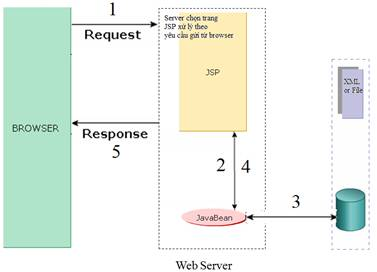 1
Request
Server chọn trang
JSP xử lý theo
yêu cầu gửi từ browser
JSP
XML
or File
BROWSER
Response
5
2
4
3
JavaBean
Web Server